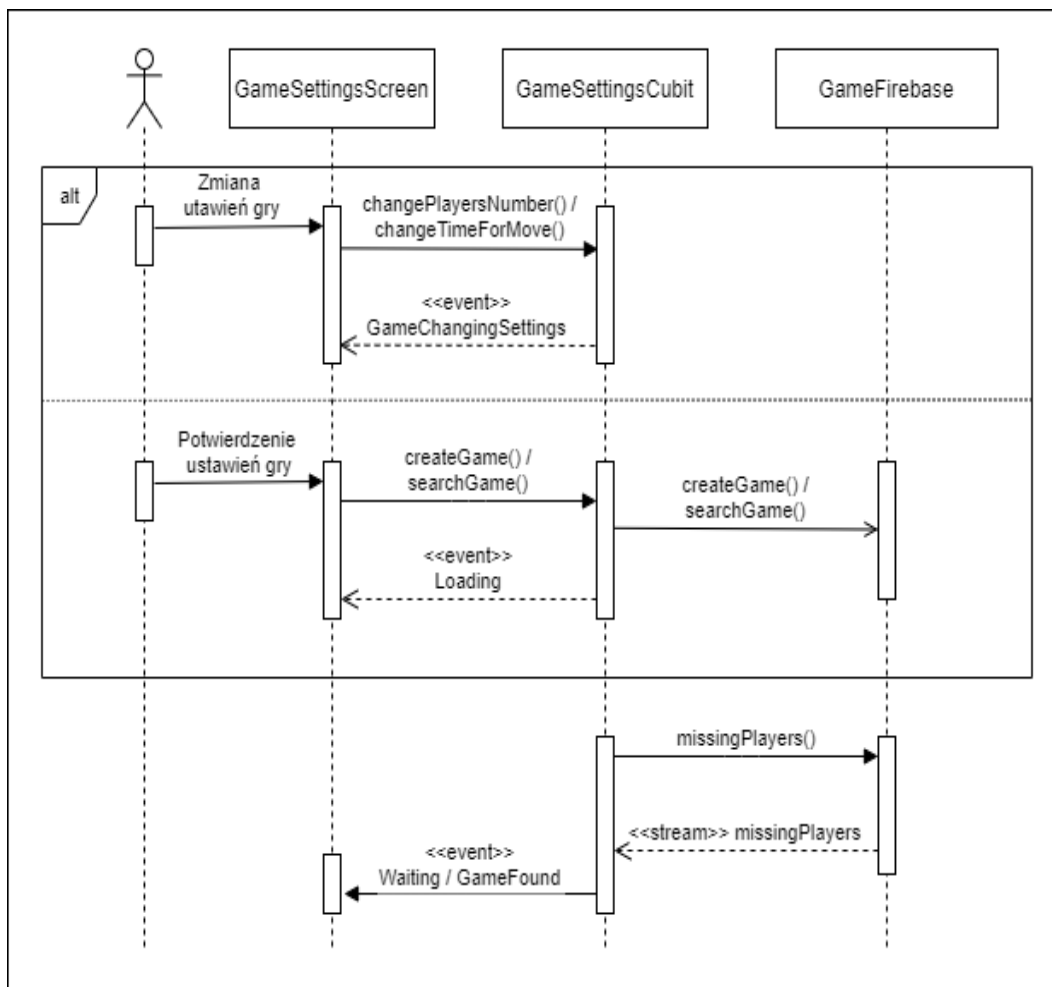 GameSettingsScreen
GameSettingsCubit
GameFirebase
alt
Zmiana
utawień gry
changePlayersNumber() /
changeTimeForMove()
<<event>>
GameChangingSettings
Potwierdzenie
ustawień gry
createGame() /
searchGame()
createGame() /
searchGame()
<<event>>
Loading
missingPlayers()
<<stream>> missingPlayers
<<event>>
Waiting / GameFound